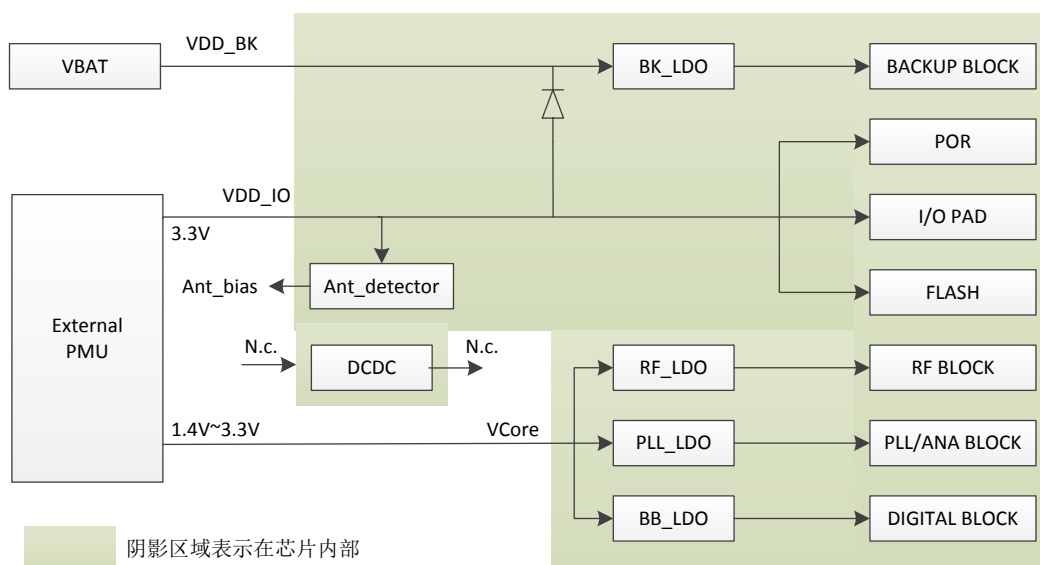 VDD_BK
VBAT
BK_LDO
BACKUP BLOCK
POR
VDD_IO
3.3V
I/O PAD
Ant_bias
Ant_detector
FLASH
External
PMU
N.c.
DCDC
N.c.
RF_LDO
RF BLOCK
1.4V~3.3V
VCore
PLL_LDO
PLL/ANA BLOCK
BB_LDO
DIGITAL BLOCK
阴影区域表示在芯片内部